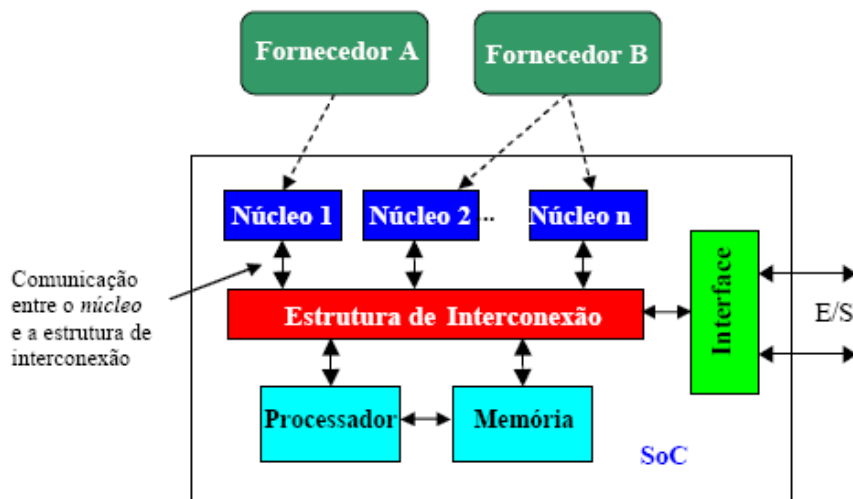 Fornecedor A
Fornecedor B
Núcleo 1
Núcleo 2
...
Núcleo n
Comunicação
entre o núcleo
e a estrutura de
interconexão
Estrutura de Interconexão
Interface
E/S
Processador
Memória
SoC